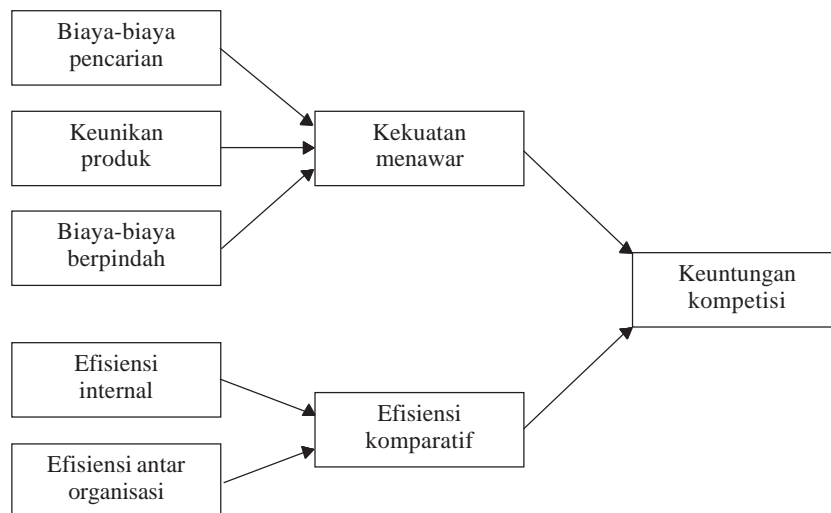 Biaya-biaya
pencarian
Keunikan
produk
Kekuatan
menawar
Biaya-biaya
berpindah
Keuntungan
kompetisi
Efisiensi
internal
Efisiensi
komparatif
Efisiensi antar
organisasi